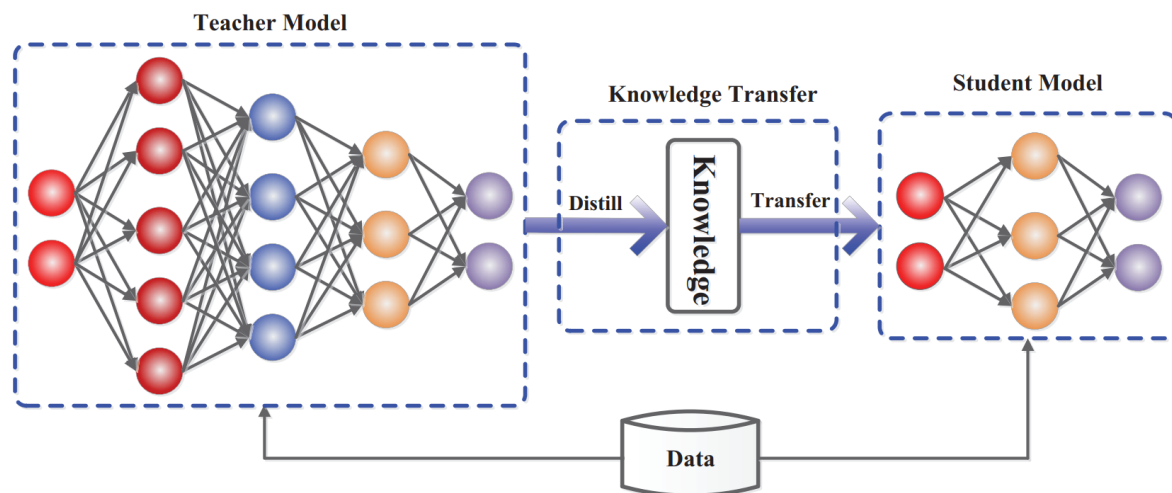 Teacher Model
Knowledge Transfer
Student Model
Distill
Knowledge
Transfer
Data